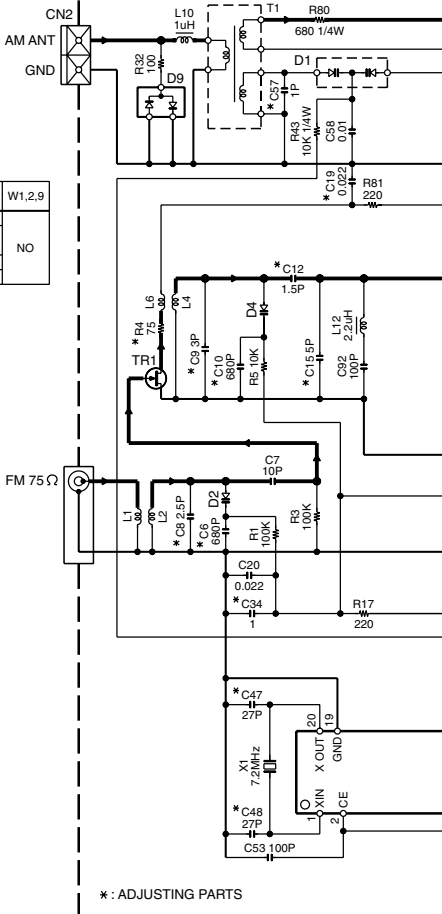 CN2
L10
1uH
T1
R80
680 1/4W
AM ANT
GND
R32
100
D9
* C57
1P
D1
R43
10K 1/4W
C58
0.01
* C19
0.022
R81
220
W1,2,9
NO
* C12
1.5P
L6
L4
* R4
75
TR1
* C9 3P
* C10
680P
D4
R5 10K
* C15 5P
L12
2.2uH
C92
100P
FM 75Ω
L1
L2
* C8 2.5P
* C6
680P
D2
C7
10P
R1
100K
R3
100K
C20
0.022
* C34
1
R17
220
* C47
27P
X1
7.2MHz
* C48
27P
C53 100P
20
19
X OUT
GND
XIN
CE
1
2
* : ADJUSTING PARTS